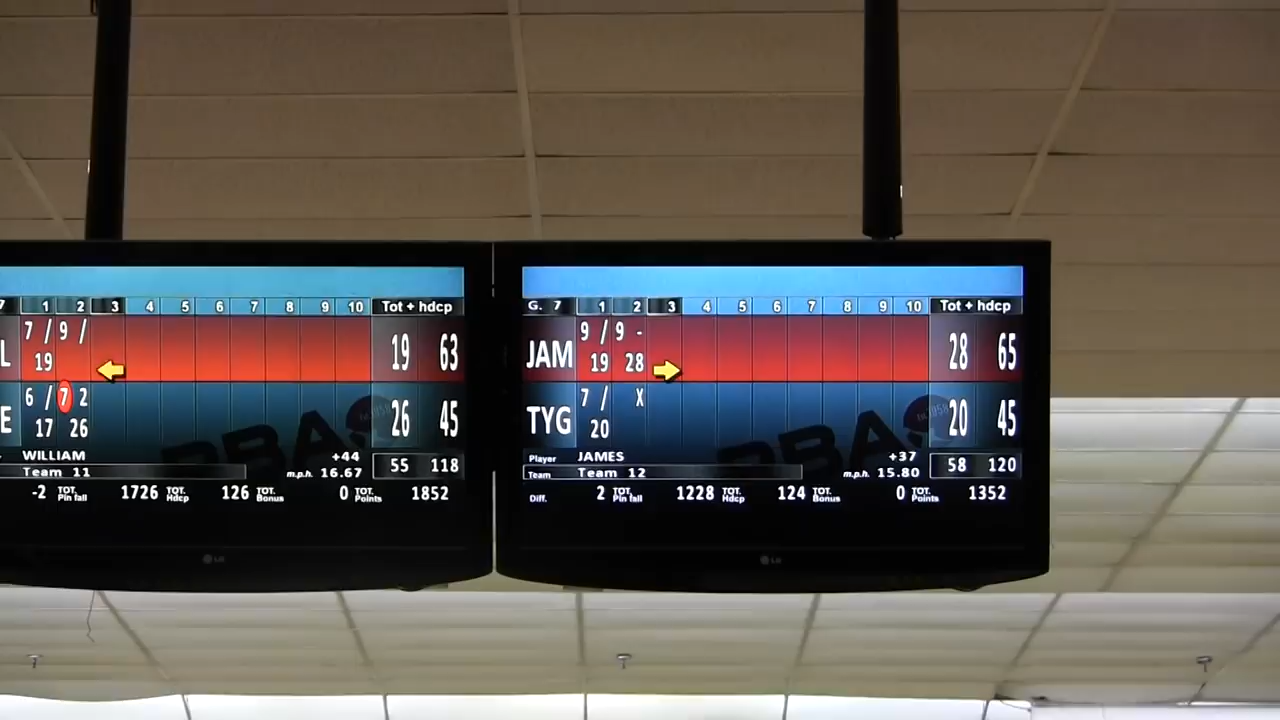 7 1 2 3 4 5 6 7 8 9 10 Tot + hdcp
L 7 / 9 / 19 63
19
E 6 / 7 2 26 45
17 26
WILLIAM +44
Team 11 m.p.h. 16.67 55 118
-2 TOT. Pin fall 1726 TOT. Hdcp 126 TOT. Bonus 0 TOT. Points 1852
LG
G. 7 1 2 3 4 5 6 7 8 9 10 Tot + hdcp
JAM 9 / 9 - 28 65
19 28
TYG 7 / X 20 45
20
Player JAMES +37
Team Team 12 m.p.h. 15.80 58 120
Diff. 2 TOT. Pin fall 1228 TOT. Hdcp 124 TOT. Bonus 0 TOT. Points 1352
LG